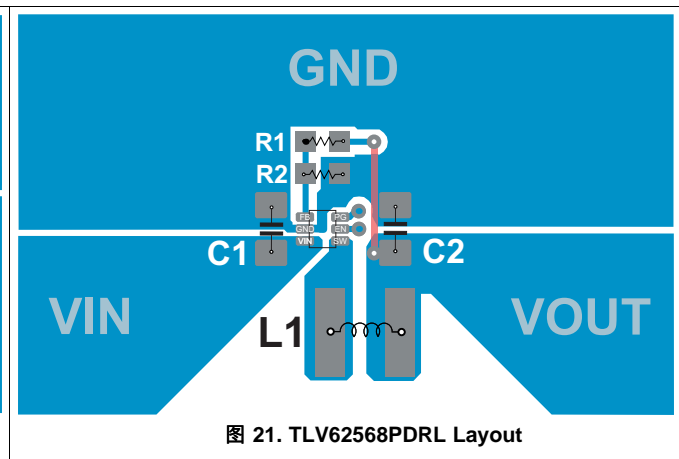 GND
R1
R2
FB PG
GND EN
VIN SW
C1 C2
VIN
L1
VOUT
图 21. TLV62568PDRL Layout